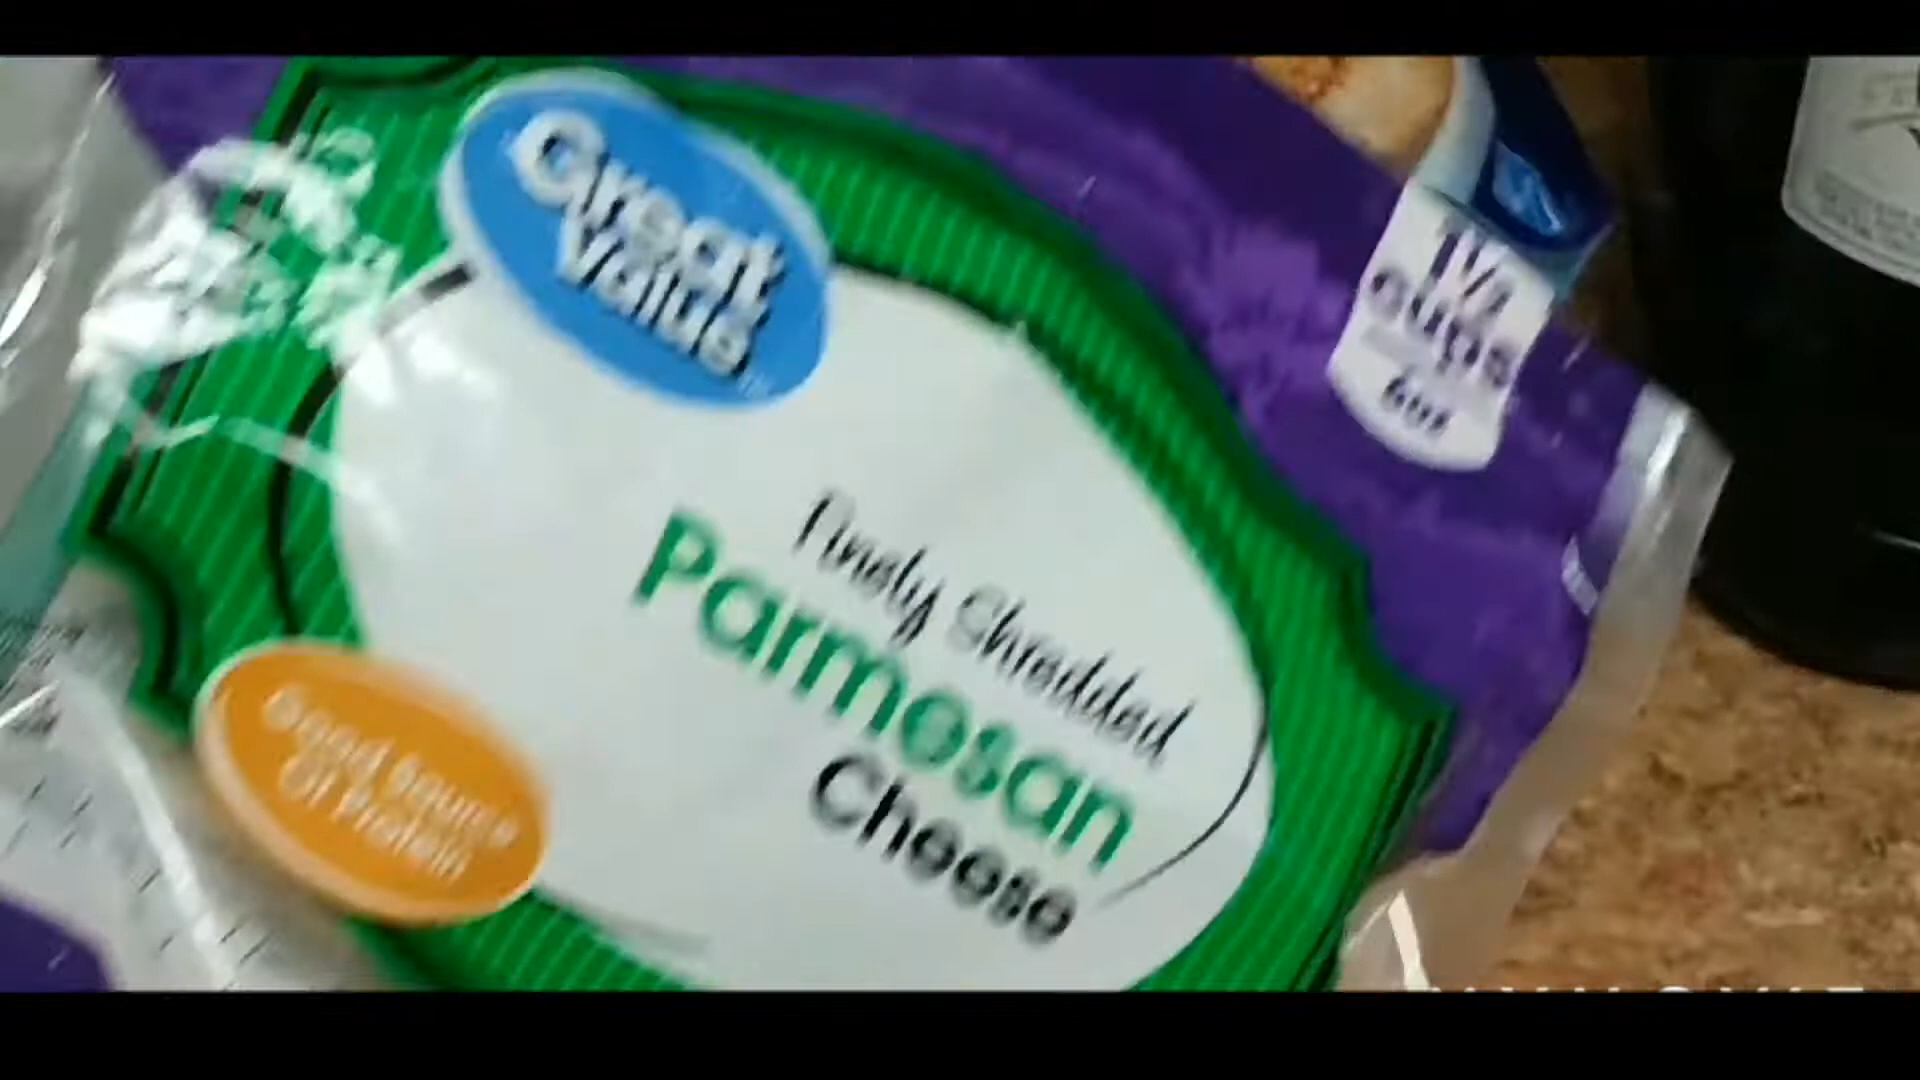 Great
Value
1½
cups
Finely Shredded
Parmesan
Cheese
Good Source
Of Protein